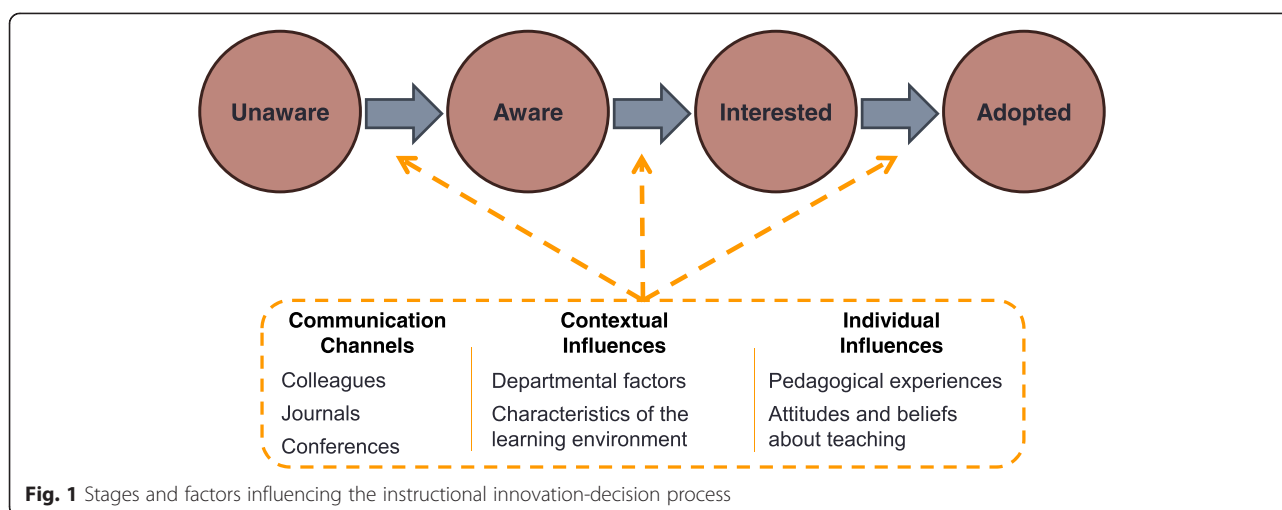 Unaware
Aware
Interested
Adopted
Communication
Channels
Colleagues
Journals
Conferences
Contextual
Influences
Departmental factors
Characteristics of the
learning environment
Individual
Influences
Pedagogical experiences
Attitudes and beliefs
about teaching
Fig. 1 Stages and factors influencing the instructional innovation-decision process